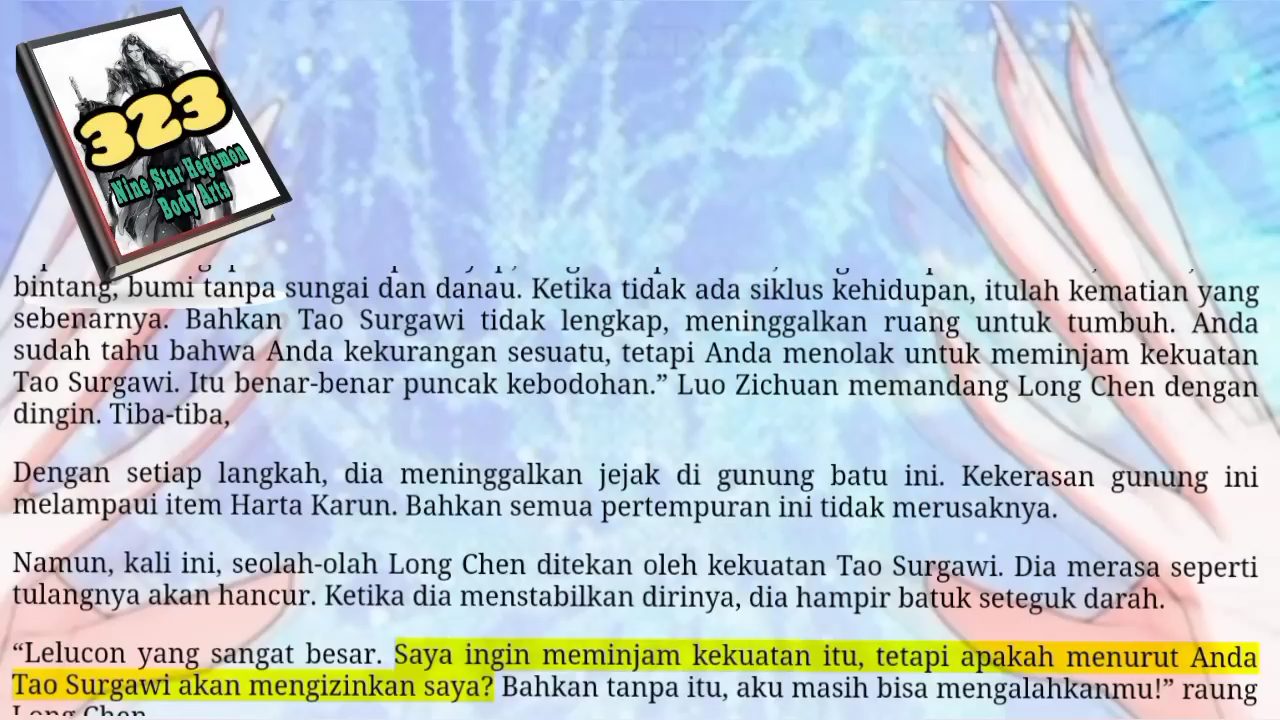 323
Nine Star Hegemon
Body Arts
bintang, bumi tanpa sungai dan danau. Ketika tidak ada siklus kehidupan, itulah kematian yang
sebenarnya. Bahkan Tao Surgawi tidak lengkap, meninggalkan ruang untuk tumbuh. Anda
sudah tahu bahwa Anda kekurangan sesuatu, tetapi Anda menolak untuk meminjam kekuatan
Tao Surgawi. Itu benar-benar puncak kebodohan.” Luo Zichuan memandang Long Chen dengan
dingin. Tiba-tiba,
Dengan setiap langkah, dia meninggalkan jejak di gunung batu ini. Kekerasan gunung ini
melampaui item Harta Karun. Bahkan semua pertempuran ini tidak merusaknya.
Namun, kali ini, seolah-olah Long Chen ditekan oleh kekuatan Tao Surgawi. Dia merasa seperti
tulangnya akan hancur. Ketika dia menstabilkan dirinya, dia hampir batuk seteguk darah.
“Lelucon yang sangat besar. Saya ingin meminjam kekuatan itu, tetapi apakah menurut Anda
Tao Surgawi akan mengizinkan saya? Bahkan tanpa itu, aku masih bisa mengalahkanmu!” raung
Long Chen